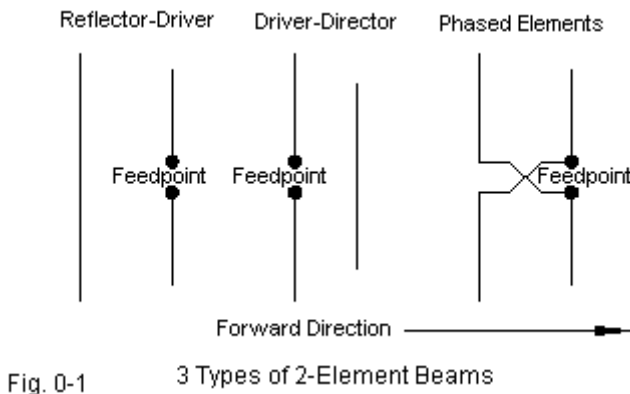 Reflector-Driver
Driver-Director
Phased Elements
Feedpoint
Feedpoint
Feedpoint
Forward Direction
Fig. 0-1
3 Types of 2-Element Beams